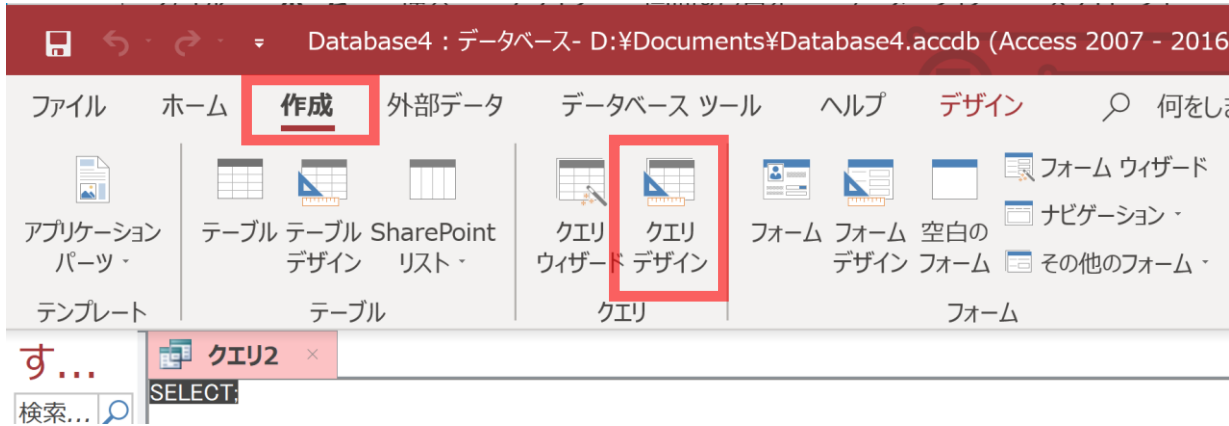 Database4 : データベース- D:¥Documents¥Database4.accdb (Access 2007 - 2016
ファイル ホーム 作成 外部データ データベース ツール ヘルプ デザイン 何をしま
アプリケーション パーツ
テーブル
テーブル デザイン
SharePoint リスト
クエリ ウィザード
クエリ デザイン
フォーム
フォーム デザイン
空白の フォーム
フォーム ウィザード
ナビゲーション
その他のフォーム
テンプレート テーブル クエリ フォーム
す...
クエリ2
検索...
SELECT;